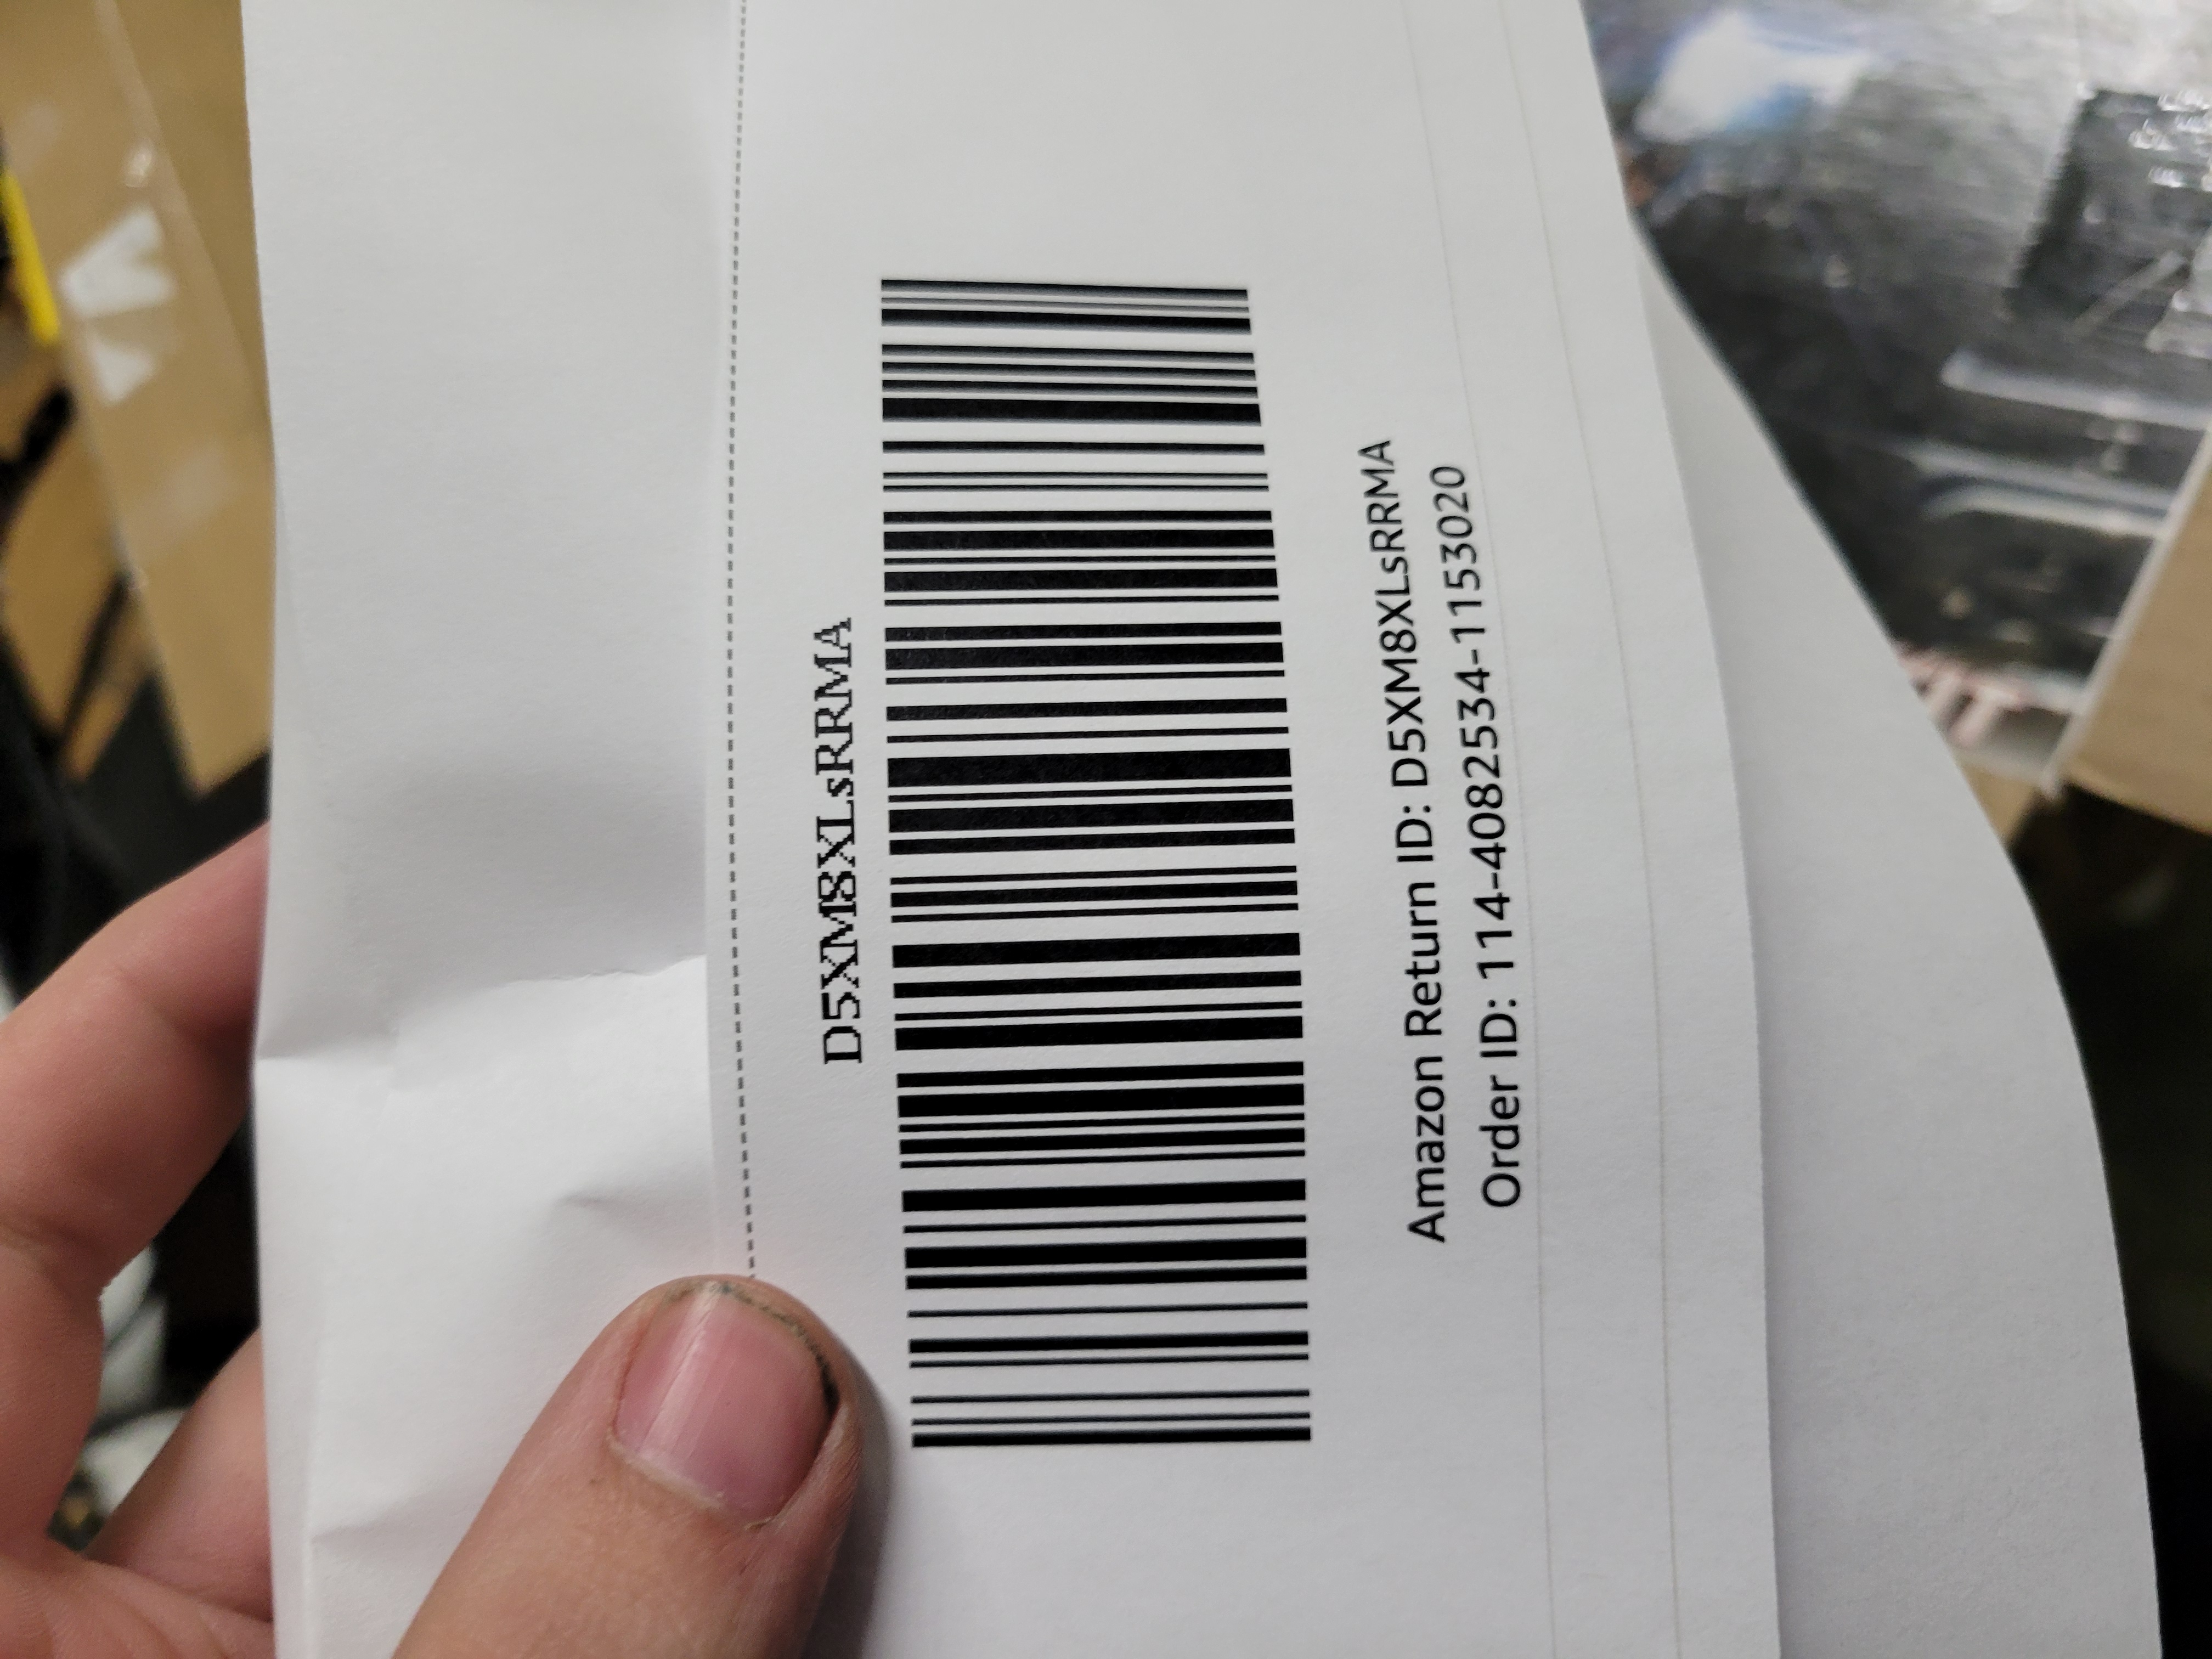 D5XM8XLsRRMA
Amazon Return ID: D5XM8XLsRRMA
Order ID: 114-4082534-1153020